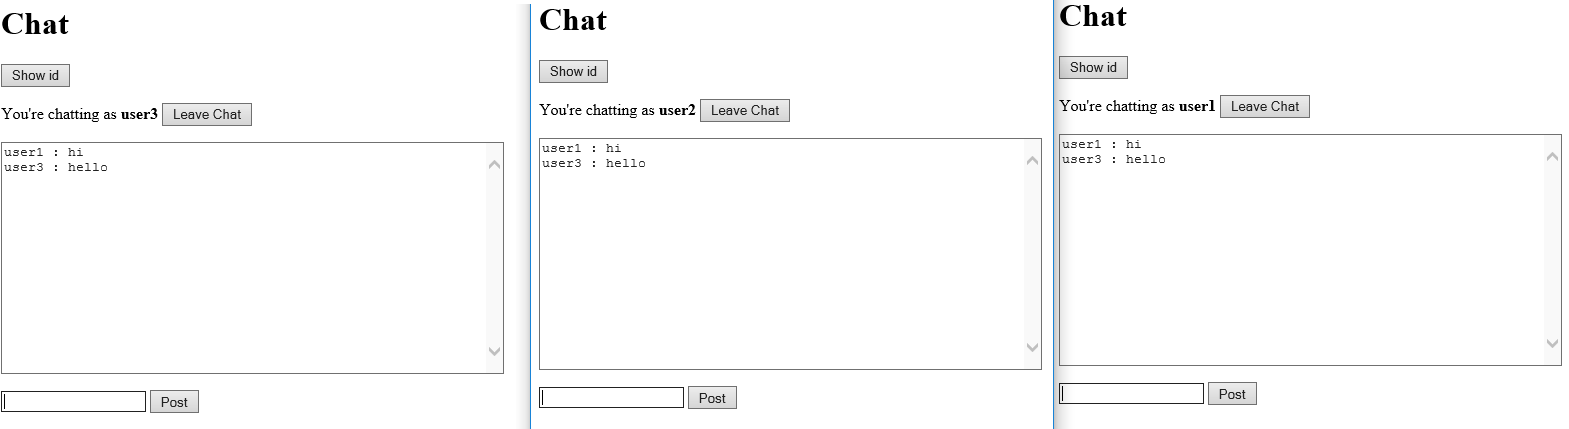 Chat
Show id
You're chatting as user3 Leave Chat
user1 : hi
user3 : hello
Post
Chat
Show id
You're chatting as user2 Leave Chat
user1 : hi
user3 : hello
Post
Chat
Show id
You're chatting as user1 Leave Chat
user1 : hi
user3 : hello
Post